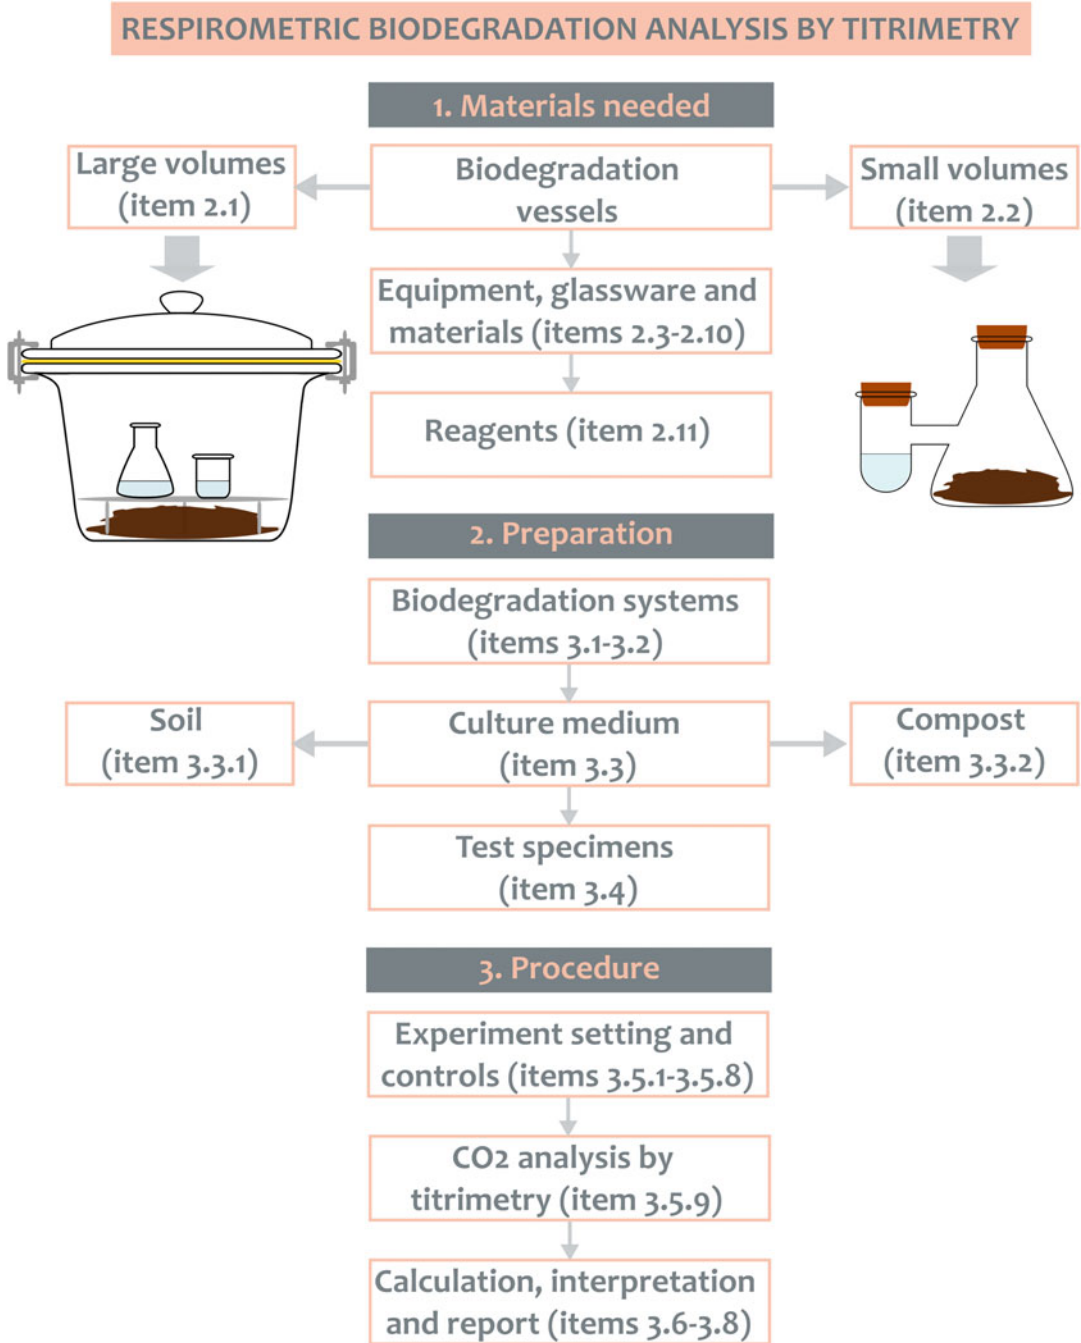 RESPIROMETRIC BIODEGRADATION ANALYSIS BY TITRIMETRY
1. Materials needed
Large volumes
(item 2.1)
Biodegradation
vessels
Small volumes
(item 2.2)
Equipment, glassware and
materials (items 2.3-2.10)
Reagents (item 2.11)
2. Preparation
Biodegradation systems
(items 3.1-3.2)
Soil
(item 3.3.1)
Culture medium
(item 3.3)
Compost
(item 3.3.2)
Test specimens
(item 3.4)
3. Procedure
Experiment setting and
controls (items 3.5.1-3.5.8)
CO2 analysis by
titrimetry (item 3.5.9)
Calculation, interpretation
and report (items 3.6-3.8)